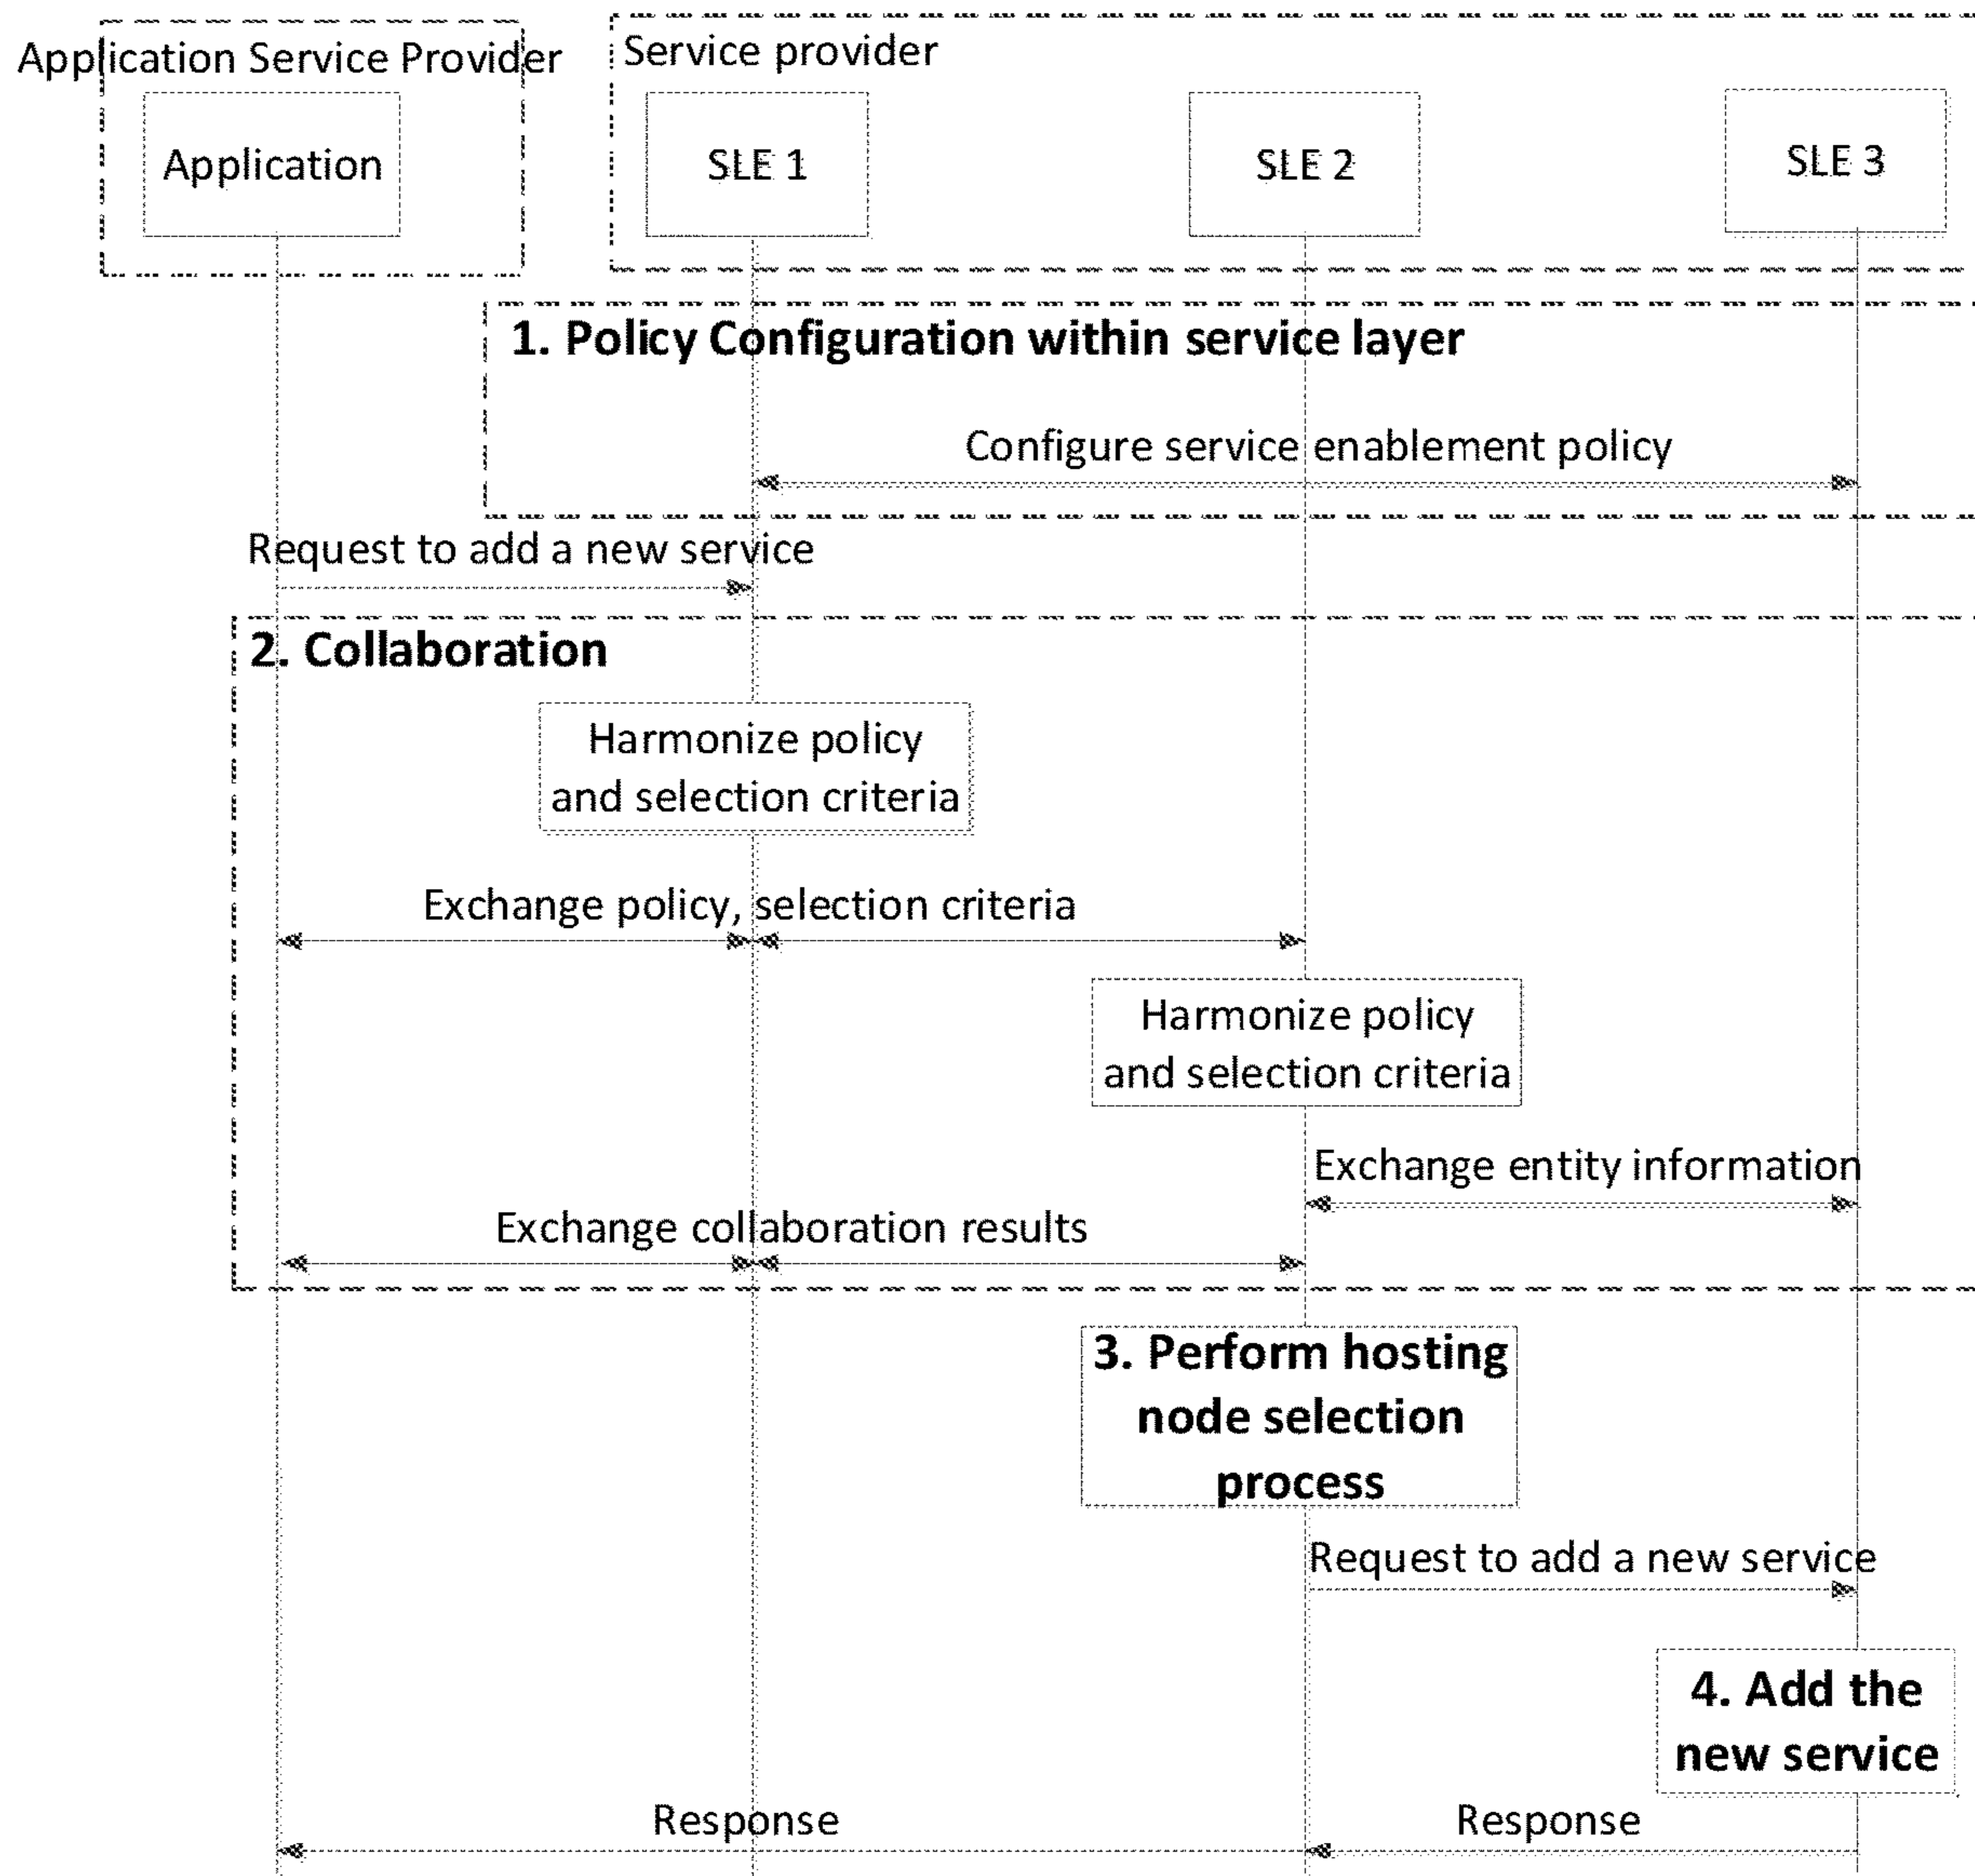 Application Service Provider
Service provider
Application
SLE 1
SLE 2
SLE 3
1. Policy Configuration within service layer
Configure service enablement policy
Request to add a new service
2. Collaboration
Harmonize policy
and selection criteria
Exchange policy, selection criteria
Harmonize policy
and selection criteria
Exchange entity information
Exchange collaboration results
3. Perform hosting
node selection
process
Request to add a new service
4. Add the
new service
Response
Response